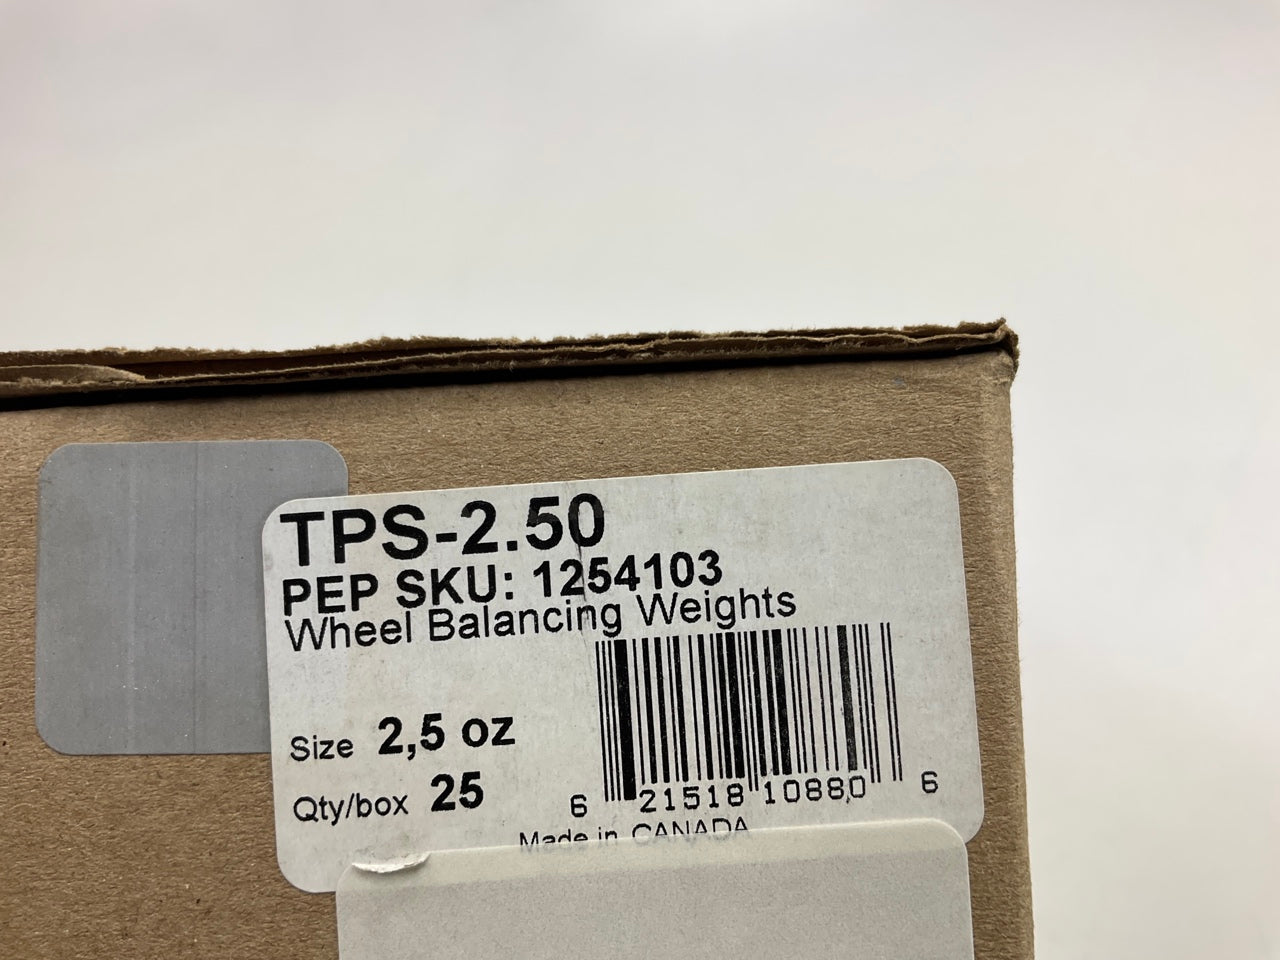 TPS-2.50
PEP SKU: 1254103
Wheel Balancing Weights
Size 2,5 oz
Qty/box 25
6 21518 10880 6
Made in CANADA